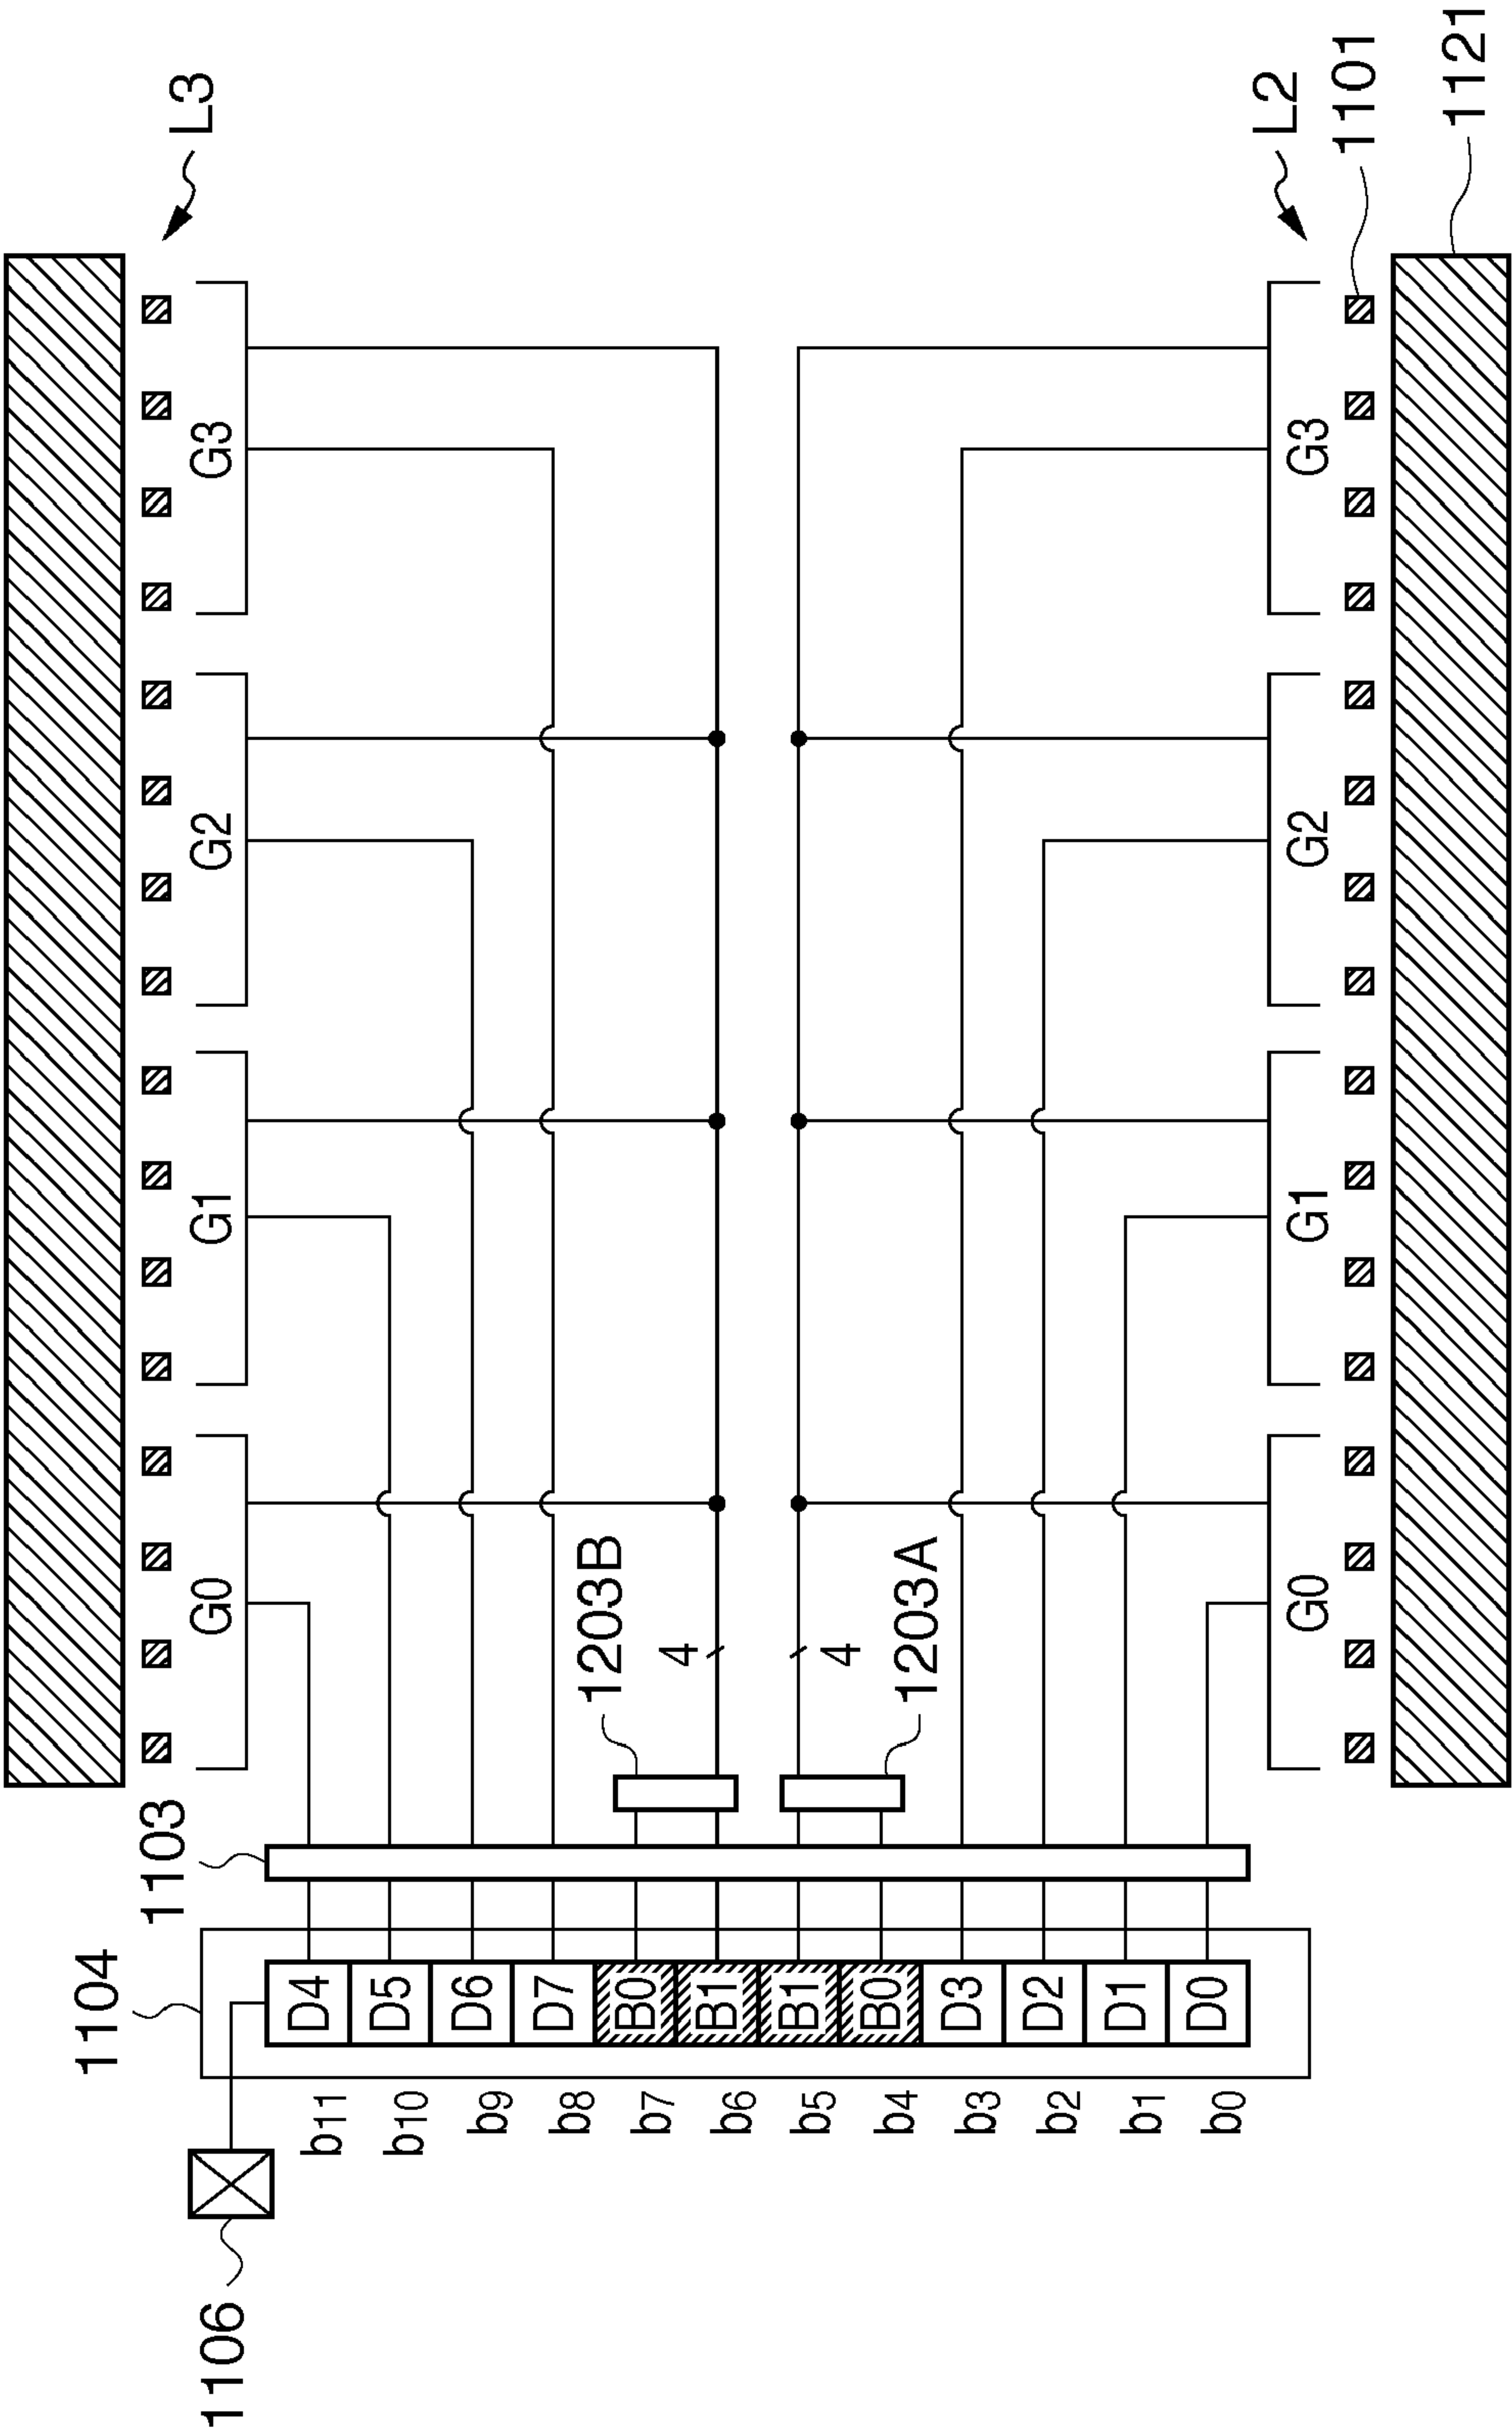 1104
1103
L3
1106
G0 G1 G2 G3
b11 D4
b10 D5
b9 D6
b8 D7
1203B
b7 B0
4
b6 B1
b5 B1
4
b4 B0
1203A
b3 D3
b2 D2
b1 D1
b0 D0
L2
G0 G1 G2 G3
1101
1121